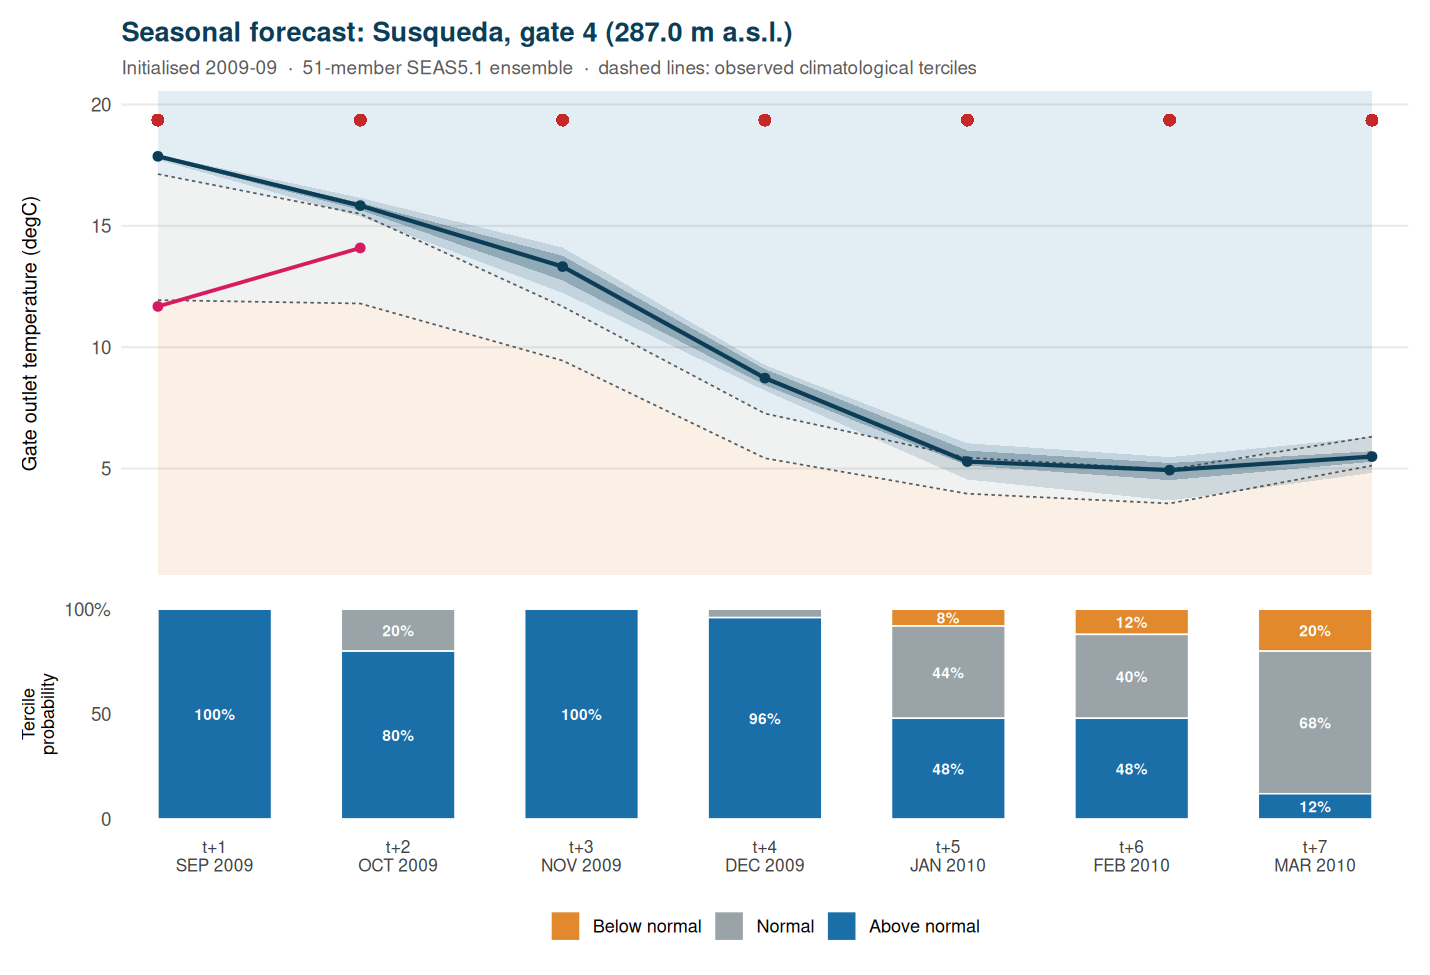 Seasonal forecast: Susqueda, gate 4 (287.0 m a.s.l.)
Initialised 2009-09 · 51-member SEAS5.1 ensemble · dashed lines: observed climatological terciles
Gate outlet temperature (degC)
20
15
10
5
Tercile
probability
100%
50
0
100%
20%
80%
100%
96%
8%
44%
48%
12%
40%
48%
20%
68%
12%
t+1
SEP 2009
t+2
OCT 2009
t+3
NOV 2009
t+4
DEC 2009
t+5
JAN 2010
t+6
FEB 2010
t+7
MAR 2010
Below normal
Normal
Above normal